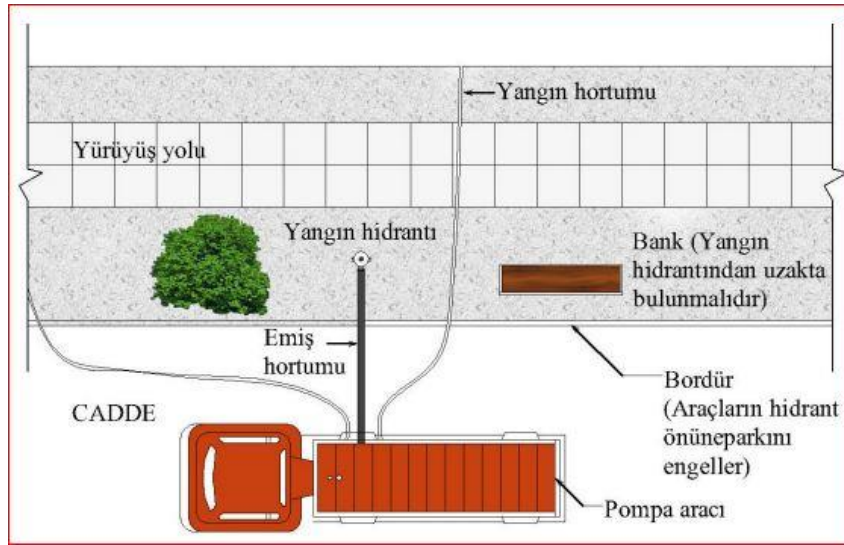 Yangın hortumu
Yürüyüş yolu
Yangın hidrantı
Bank (Yangın
hidrantından uzakta
bulunmalıdır)
Emiş
hortumu
Bordür
(Araçların hidrant
önüneparkını
engeller)
CADDE
Pompa aracı